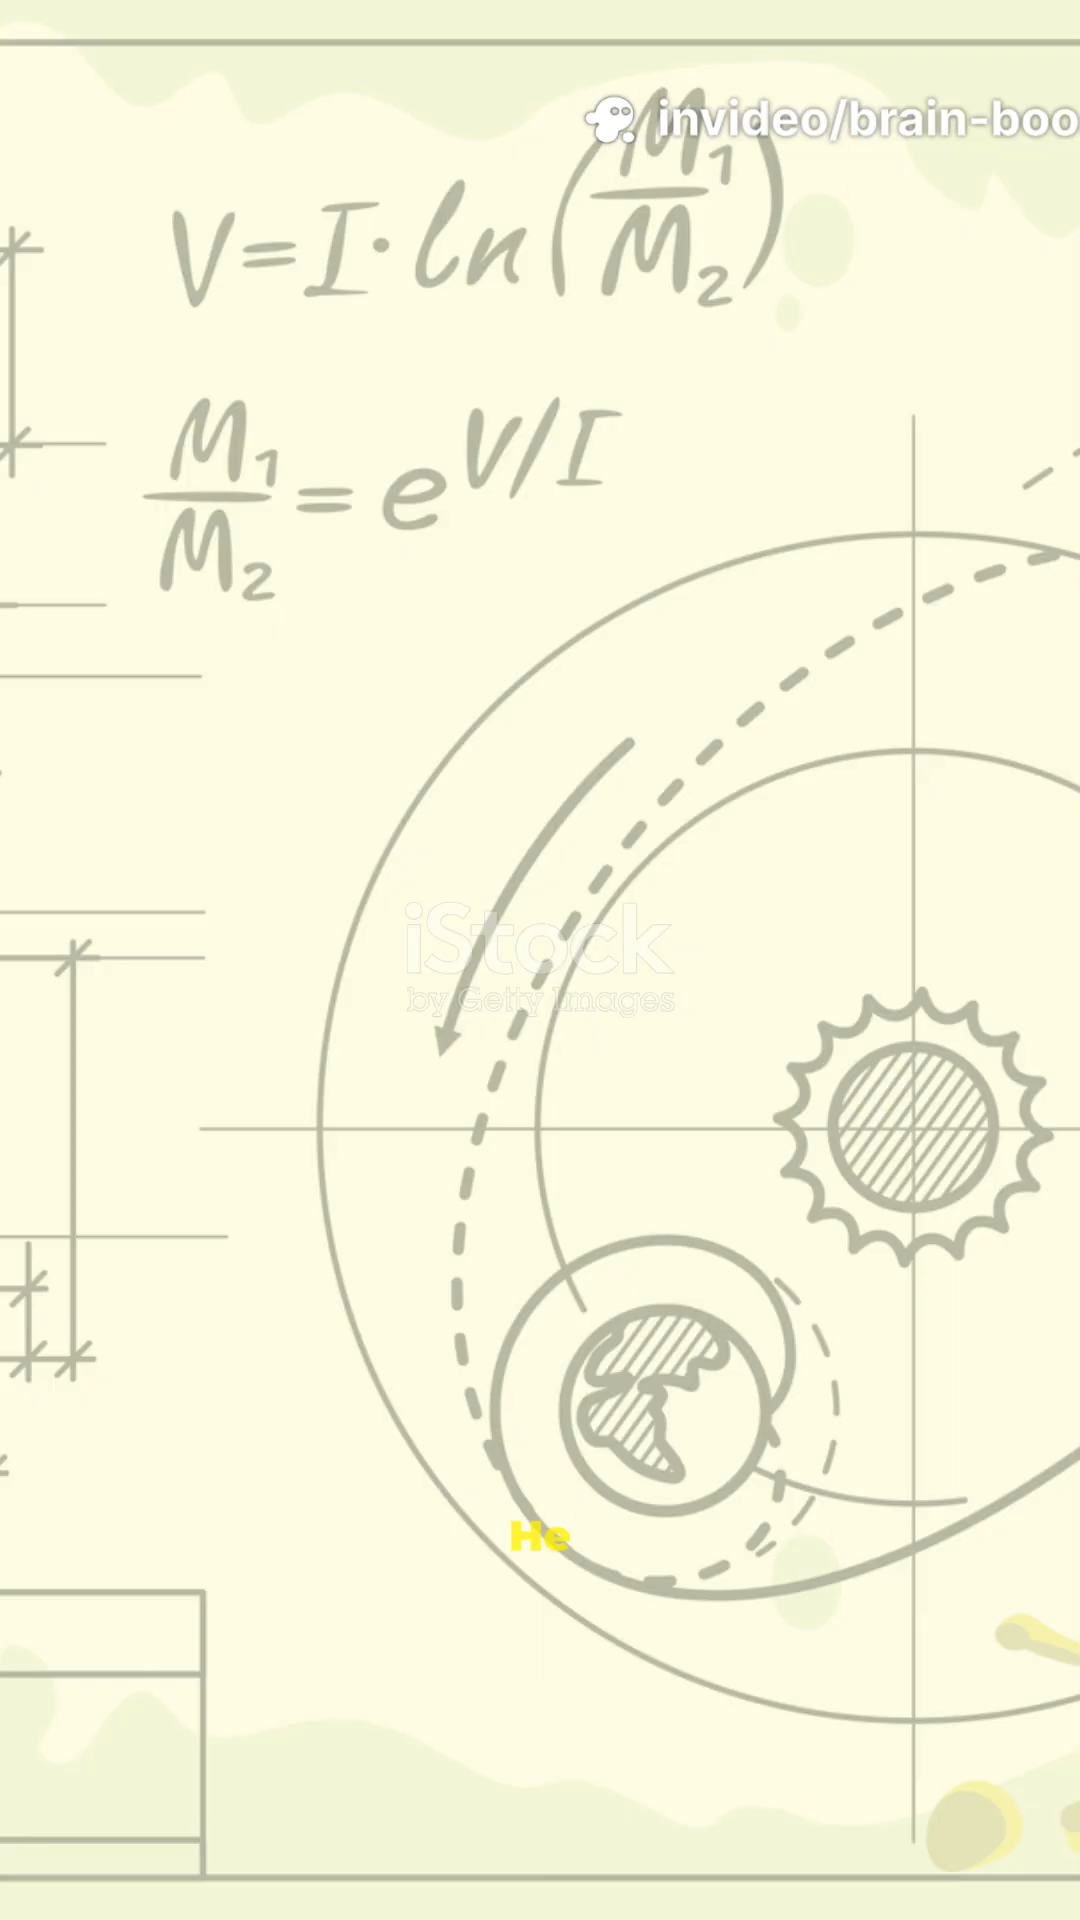 invideo/brain-boo
V=I·ln(M₁/M₂)
M₁/M₂=e^V/I
iStock
by Getty Images
He